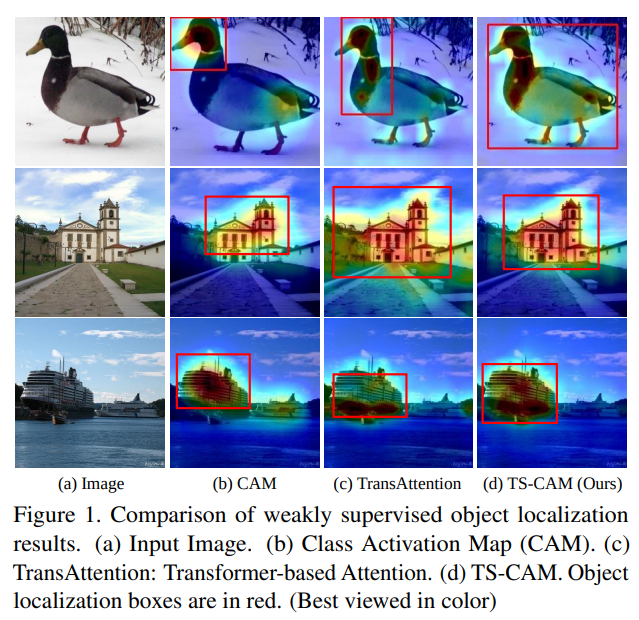 (a) Image (b) CAM (c) TransAttention (d) TS-CAM (Ours)
Figure 1. Comparison of weakly supervised object localization
results. (a) Input Image. (b) Class Activation Map (CAM). (c)
TransAttention: Transformer-based Attention. (d) TS-CAM. Object
localization boxes are in red. (Best viewed in color)